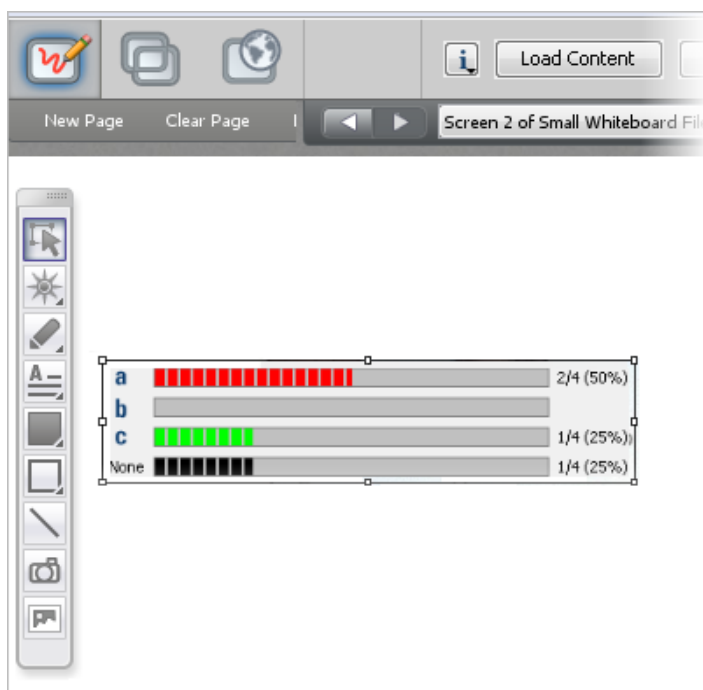 Load Content
New Page Clear Page
Screen 2 of Small Whiteboard File
a 2/4 (50%)
b
c 1/4 (25%))
None 1/4 (25%)